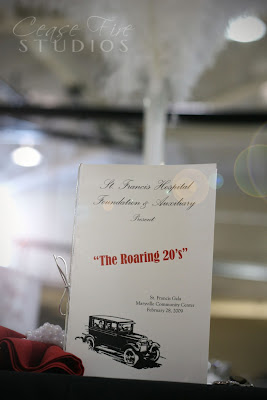 Cease Fire
STUDIOS
St. Francis Hospital
Foundation & Auxiliary
Present
"The Roaring 20's"
St. Francis Gala
Maryville Community Center
February 28, 2009